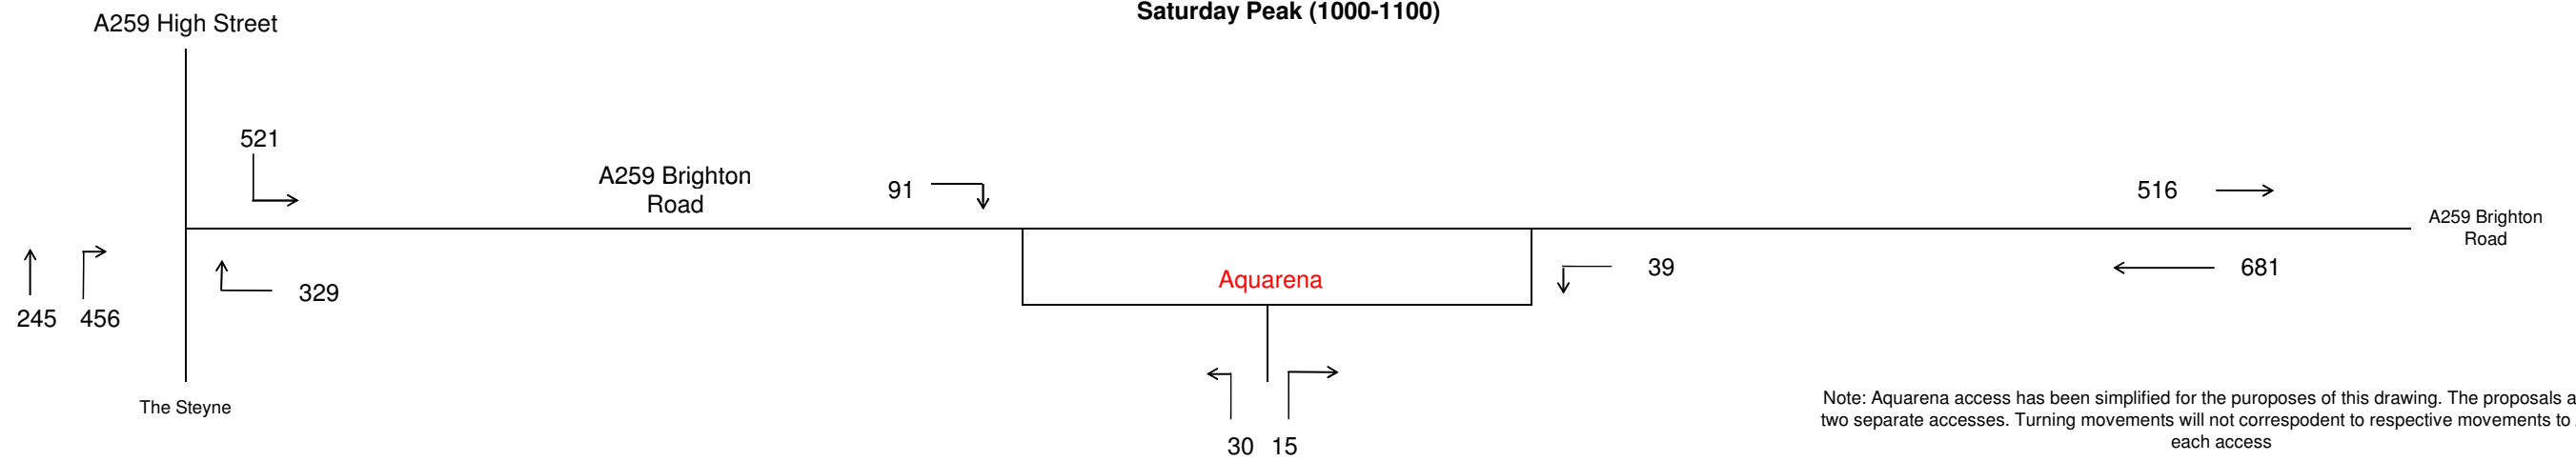 Saturday Peak (1000-1100)
A259 High Street
521
A259 Brighton
Road
91
516
A259 Brighton
Road
245
456
329
Aquarena
39
681
The Steyne
30
15
Note: Aquarena access has been simplified for the puroposes of this drawing. The proposals a
two separate accesses. Turning movements will not correspodent to respective movements to
each access